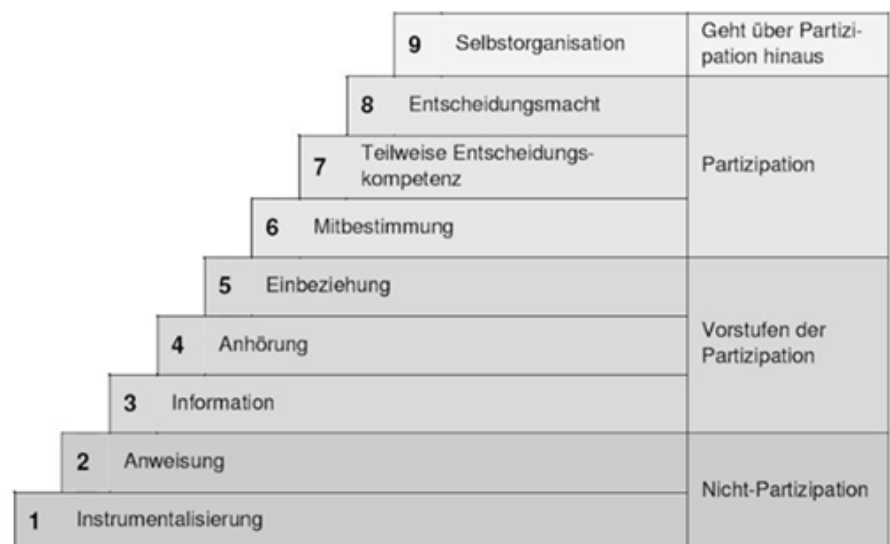 9 Selbstorganisation
Geht über Partizi-
pation hinaus
8 Entscheidungsmacht
7 Teilweise Entscheidungs-
kompetenz
6 Mitbestimmung
Partizipation
5 Einbeziehung
4 Anhörung
3 Information
Vorstufen der
Partizipation
2 Anweisung
1 Instrumentalisierung
Nicht-Partizipation